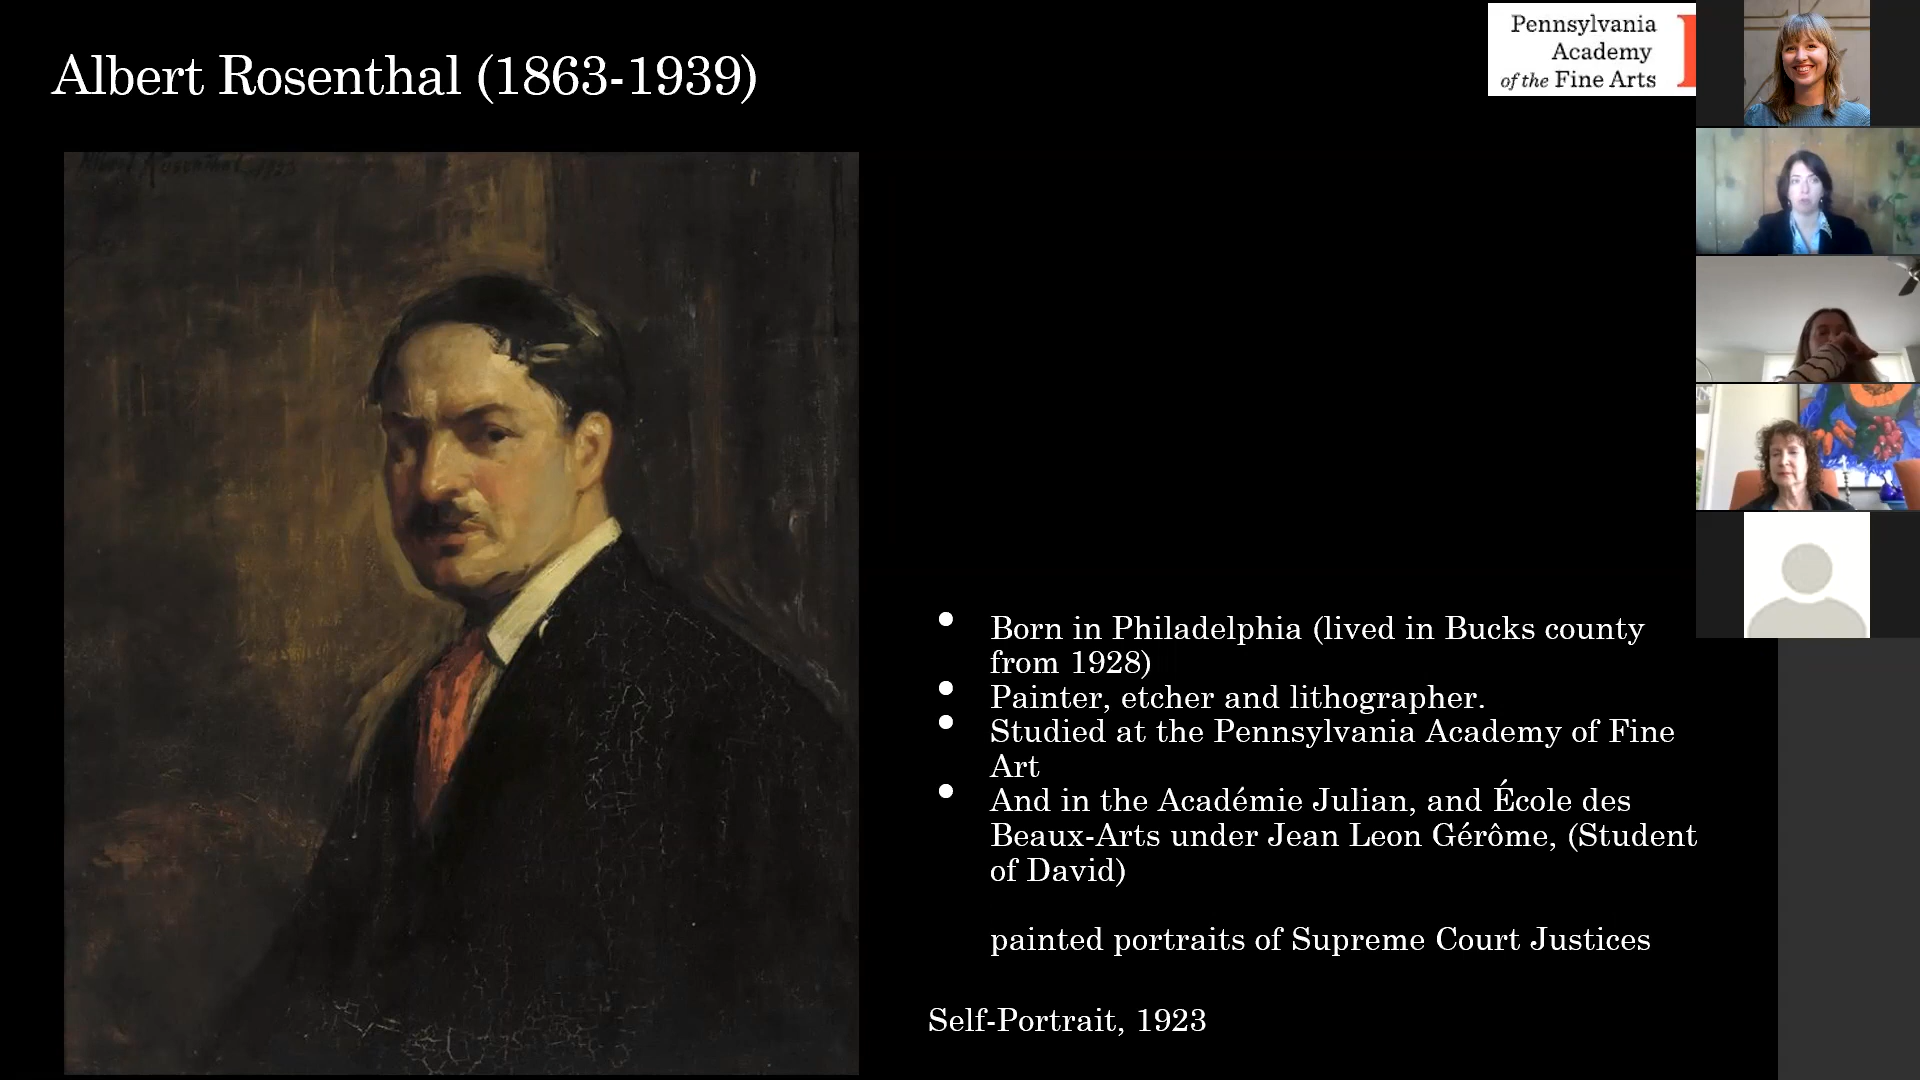 Albert Rosenthal (1863-1939)
Pennsylvania
Academy
of the Fine Arts
Albert Rosenthal 1923
Born in Philadelphia (lived in Bucks county
from 1928)
Painter, etcher and lithographer.
Studied at the Pennsylvania Academy of Fine
Art
And in the Académie Julian, and École des
Beaux-Arts under Jean Leon Gérôme, (Student
of David)
painted portraits of Supreme Court Justices
Self-Portrait, 1923